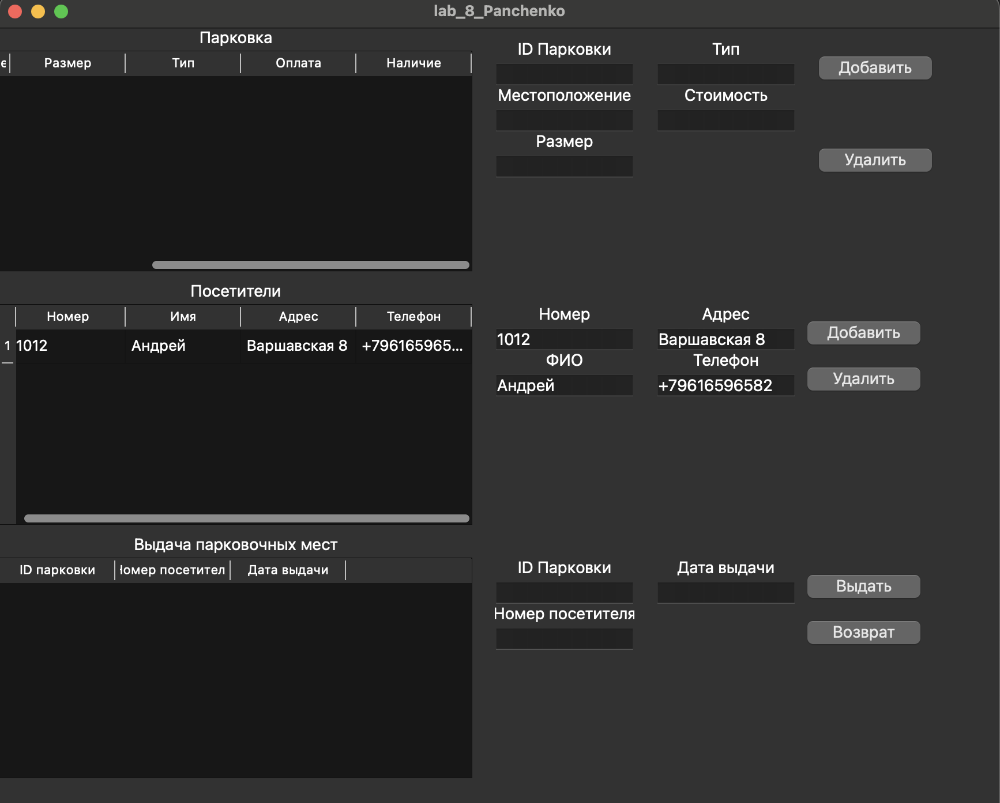 lab_8_Panchenko
Парковка
Размер Тип Оплата Наличие
ID Парковки Тип
Добавить
Местоположение Стоимость
Размер
Удалить
Посетители
Номер Имя Адрес Телефон
1 1012 Андрей Варшавская 8 +796165965...
Номер Адрес
1012 Варшавская 8
Добавить
ФИО Телефон
Андрей +79616596582
Удалить
Выдача парковочных мест
ID парковки Номер посетител Дата выдачи
ID Парковки Дата выдачи
Выдать
Номер посетителя
Возврат